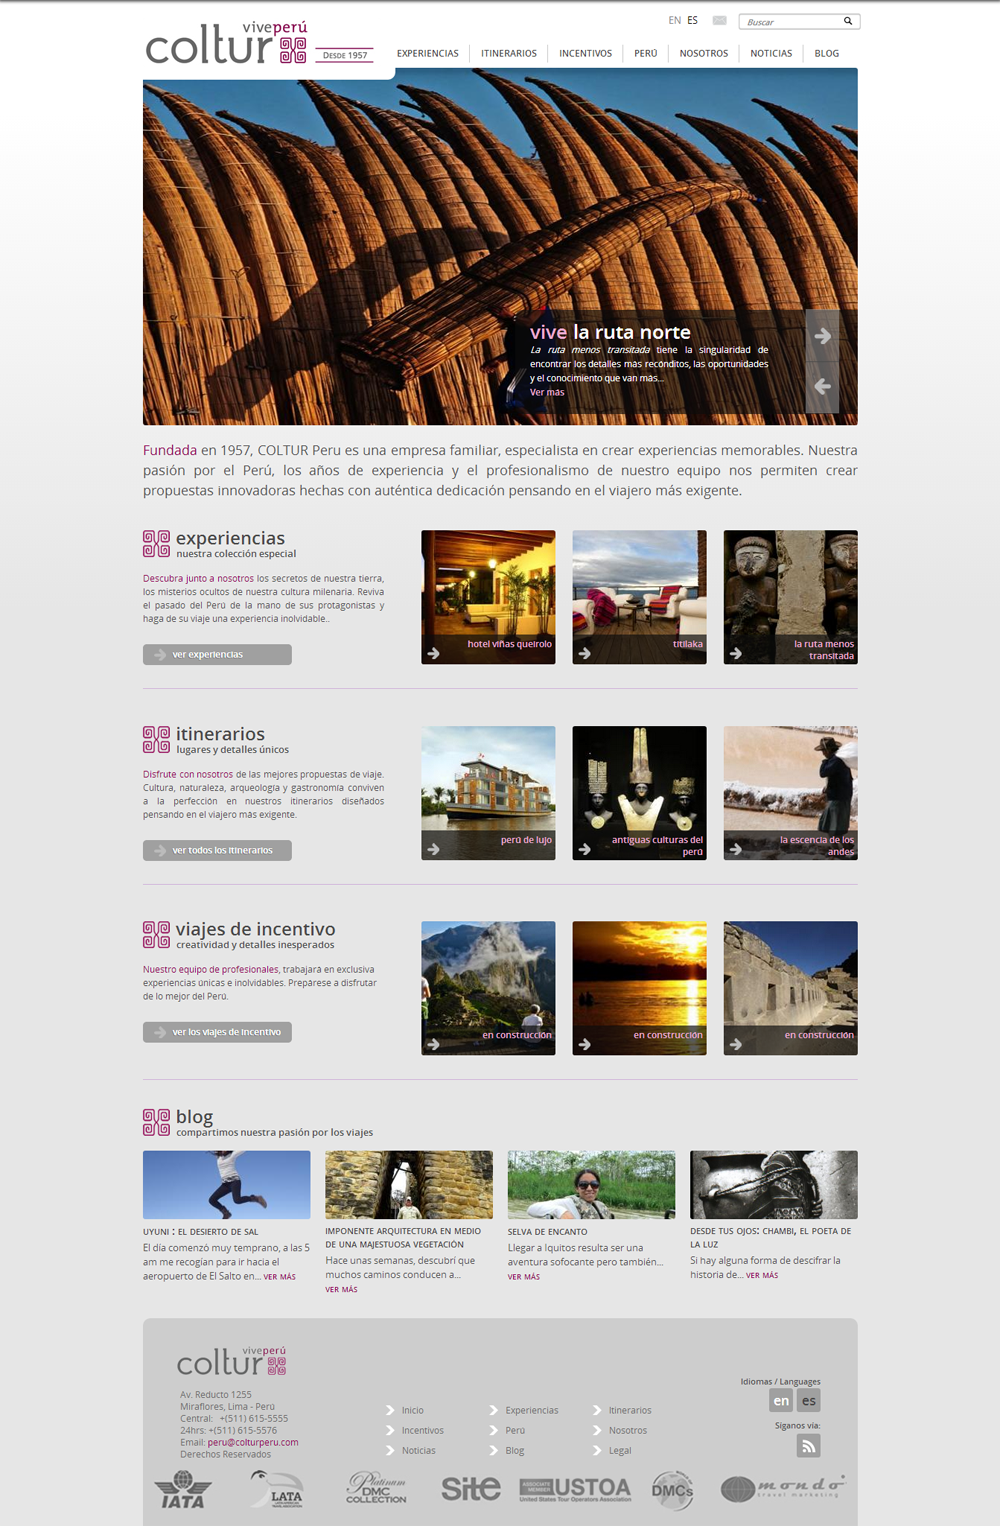 EN ES
Buscar
viveperú
coltur
DESDE 1957
EXPERIENCIAS ITINERARIOS INCENTIVOS PERÚ NOSOTROS NOTICIAS BLOG
vive la ruta norte
La ruta menos transitada tiene la singularidad de
encontrar los detalles más recónditos, las oportunidades
y el conocimiento que van más...
Ver más
Fundada en 1957, COLTUR Peru es una empresa familiar, especialista en crear experiencias memorables. Nuestra
pasión por el Perú, los años de experiencia y el profesionalismo de nuestro equipo nos permiten crear
propuestas innovadoras hechas con auténtica dedicación pensando en el viajero más exigente.
experiencias
nuestra colección especial
Descubra junto a nosotros los secretos de nuestra tierra,
los misterios ocultos de nuestra cultura milenaria. Reviva
el pasado del Perú de la mano de sus protagonistas y
haga de su viaje una experiencia inolvidable..
ver experiencias
hotel viñas queirolo
titilaka
la ruta menos
transitada
itinerarios
lugares y detalles únicos
Disfrute con nosotros de las mejores propuestas de viaje.
Cultura, naturaleza, arqueología y gastronomía conviven
a la perfección en nuestros itinerarios diseñados
pensando en el viajero más exigente.
ver todos los itinerarios
perú de lujo
antiguas culturas del
perú
la escencia de los
andes
viajes de incentivo
creatividad y detalles inesperados
Nuestro equipo de profesionales, trabajará en exclusiva
experiencias únicas e inolvidables. Prepárese a disfrutar
de lo mejor del Perú.
ver los viajes de incentivo
en construcción
en construcción
en construcción
blog
compartimos nuestra pasión por los viajes
UYUNI : EL DESIERTO DE SAL
El día comenzó muy temprano, a las 5
am me recogían para ir hacia el
aeropuerto de El Salto en... VER MÁS
IMPONENTE ARQUITECTURA EN MEDIO
DE UNA MAJESTUOSA VEGETACIÓN
Hace unas semanas, descubrí que
muchos caminos conducen a...
VER MÁS
SELVA DE ENCANTO
Llegar a Iquitos resulta ser una
aventura sofocante pero también...
VER MÁS
DESDE TUS OJOS: CHAMBI, EL POETA DE
LA LUZ
Si hay alguna forma de descifrar la
historia de... VER MÁS
viveperú
coltur
Av. Reducto 1255
Miraflores, Lima - Perú
Central: +(511) 615-5555
24hrs: +(511) 615-5576
Email: peru@colturperu.com
Derechos Reservados
Inicio Experiencias Itinerarios
Incentivos Perú Nosotros
Noticias Blog Legal
Idiomas / Languages
en es
Síganos vía:
IATA
LATA
LATIN AMERICAN
TRAVEL ASSOCIATION
Platinum
DMC
COLLECTION
Site
ASSOCIATE
MEMBER
USTOA
United States Tour Operators Association
DMCs
mondo
travel marketing